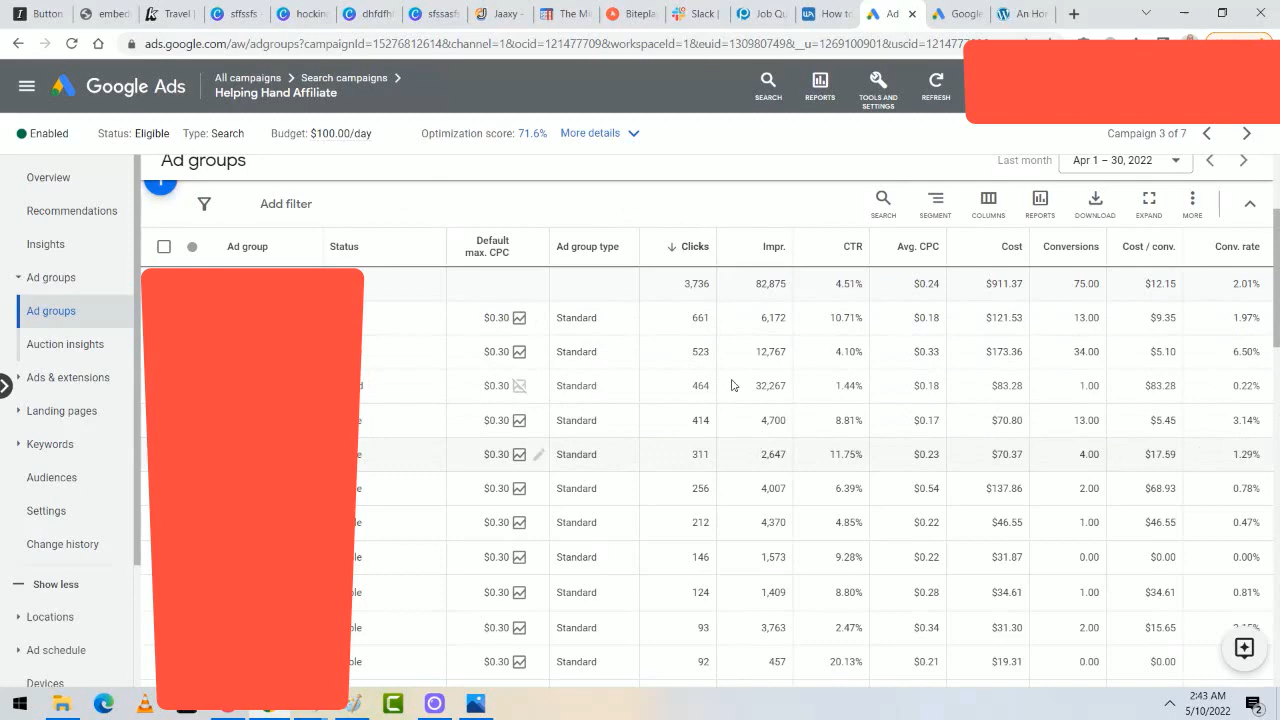 Butterf
embed
Travel
sffssfs
hockin
dfdfhi
sfssasfs
Jaaxy -
The Mi
Biteplay
Slack |
Job Qu
How to
Ad
Google
An Hor
ads.google.com/aw/adgroups?campaignId=15276812614&channel=1&ocid=1214777709&workspaceId=1&euid=1309807498&__u=1269100901&uscid=121477709
Google Ads
All campaigns > Search campaigns >
Helping Hand Affiliate
SEARCH
REPORTS
TOOLS AND
SETTINGS
REFRESH
Enabled Status: Eligible Type: Search Budget: $100.00/day Optimization score: 71.6% More details
Campaign 3 of 7
Overview
Recommendations
Insights
Ad groups
Ad groups
Auction insights
Ads & extensions
Landing pages
Keywords
Audiences
Settings
Change history
Show less
Locations
Ad schedule
Devices
Ad groups
Last month Apr 1 – 30, 2022
Add filter
SEARCH SEGMENT COLUMNS REPORTS DOWNLOAD EXPAND MORE
Ad group Status Default
max. CPC Ad group type Clicks Impr. CTR Avg. CPC Cost Conversions Cost / conv. Conv. rate
3,736 82,875 4.51% $0.24 $911.37 75.00 $12.15 2.01%
$0.30 Standard 661 6,172 10.71% $0.18 $121.53 13.00 $9.35 1.97%
$0.30 Standard 523 12,767 4.10% $0.33 $173.36 34.00 $5.10 6.50%
d $0.30 Standard 464 32,267 1.44% $0.18 $83.28 1.00 $83.28 0.22%
e $0.30 Standard 414 4,700 8.81% $0.17 $70.80 13.00 $5.45 3.14%
e $0.30 Standard 311 2,647 11.75% $0.23 $70.37 4.00 $17.59 1.29%
le $0.30 Standard 256 4,007 6.39% $0.54 $137.86 2.00 $68.93 0.78%
le $0.30 Standard 212 4,370 4.85% $0.22 $46.55 1.00 $46.55 0.47%
ble $0.30 Standard 146 1,573 9.28% $0.22 $31.87 0.00 $0.00 0.00%
ble $0.30 Standard 124 1,409 8.80% $0.28 $34.61 1.00 $34.61 0.81%
ble $0.30 Standard 93 3,763 2.47% $0.34 $31.30 2.00 $15.65
ble $0.30 Standard 92 457 20.13% $0.21 $19.31 0.00 $0.00
2:43 AM
5/10/2022
2